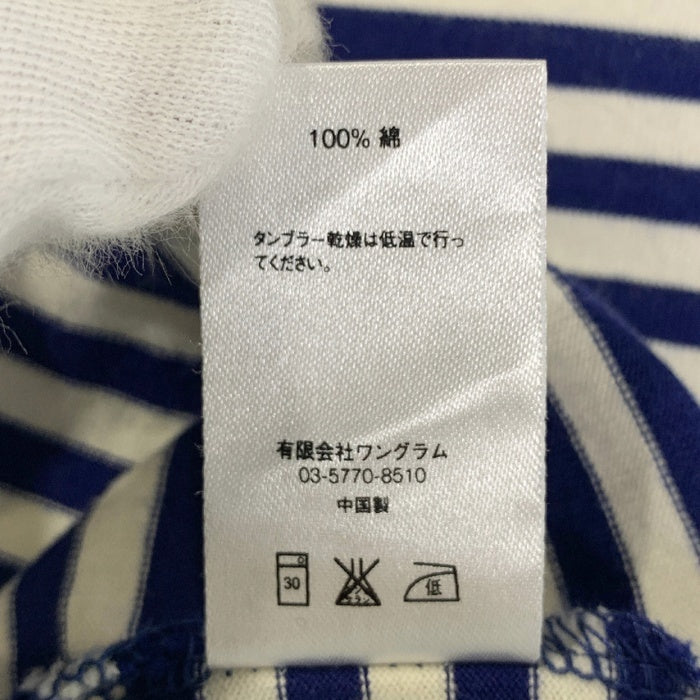 100% 綿
タンブラー乾燥は低温で行っ
てください。
有限会社ワングラム
03-5770-8510
中国製
30
低